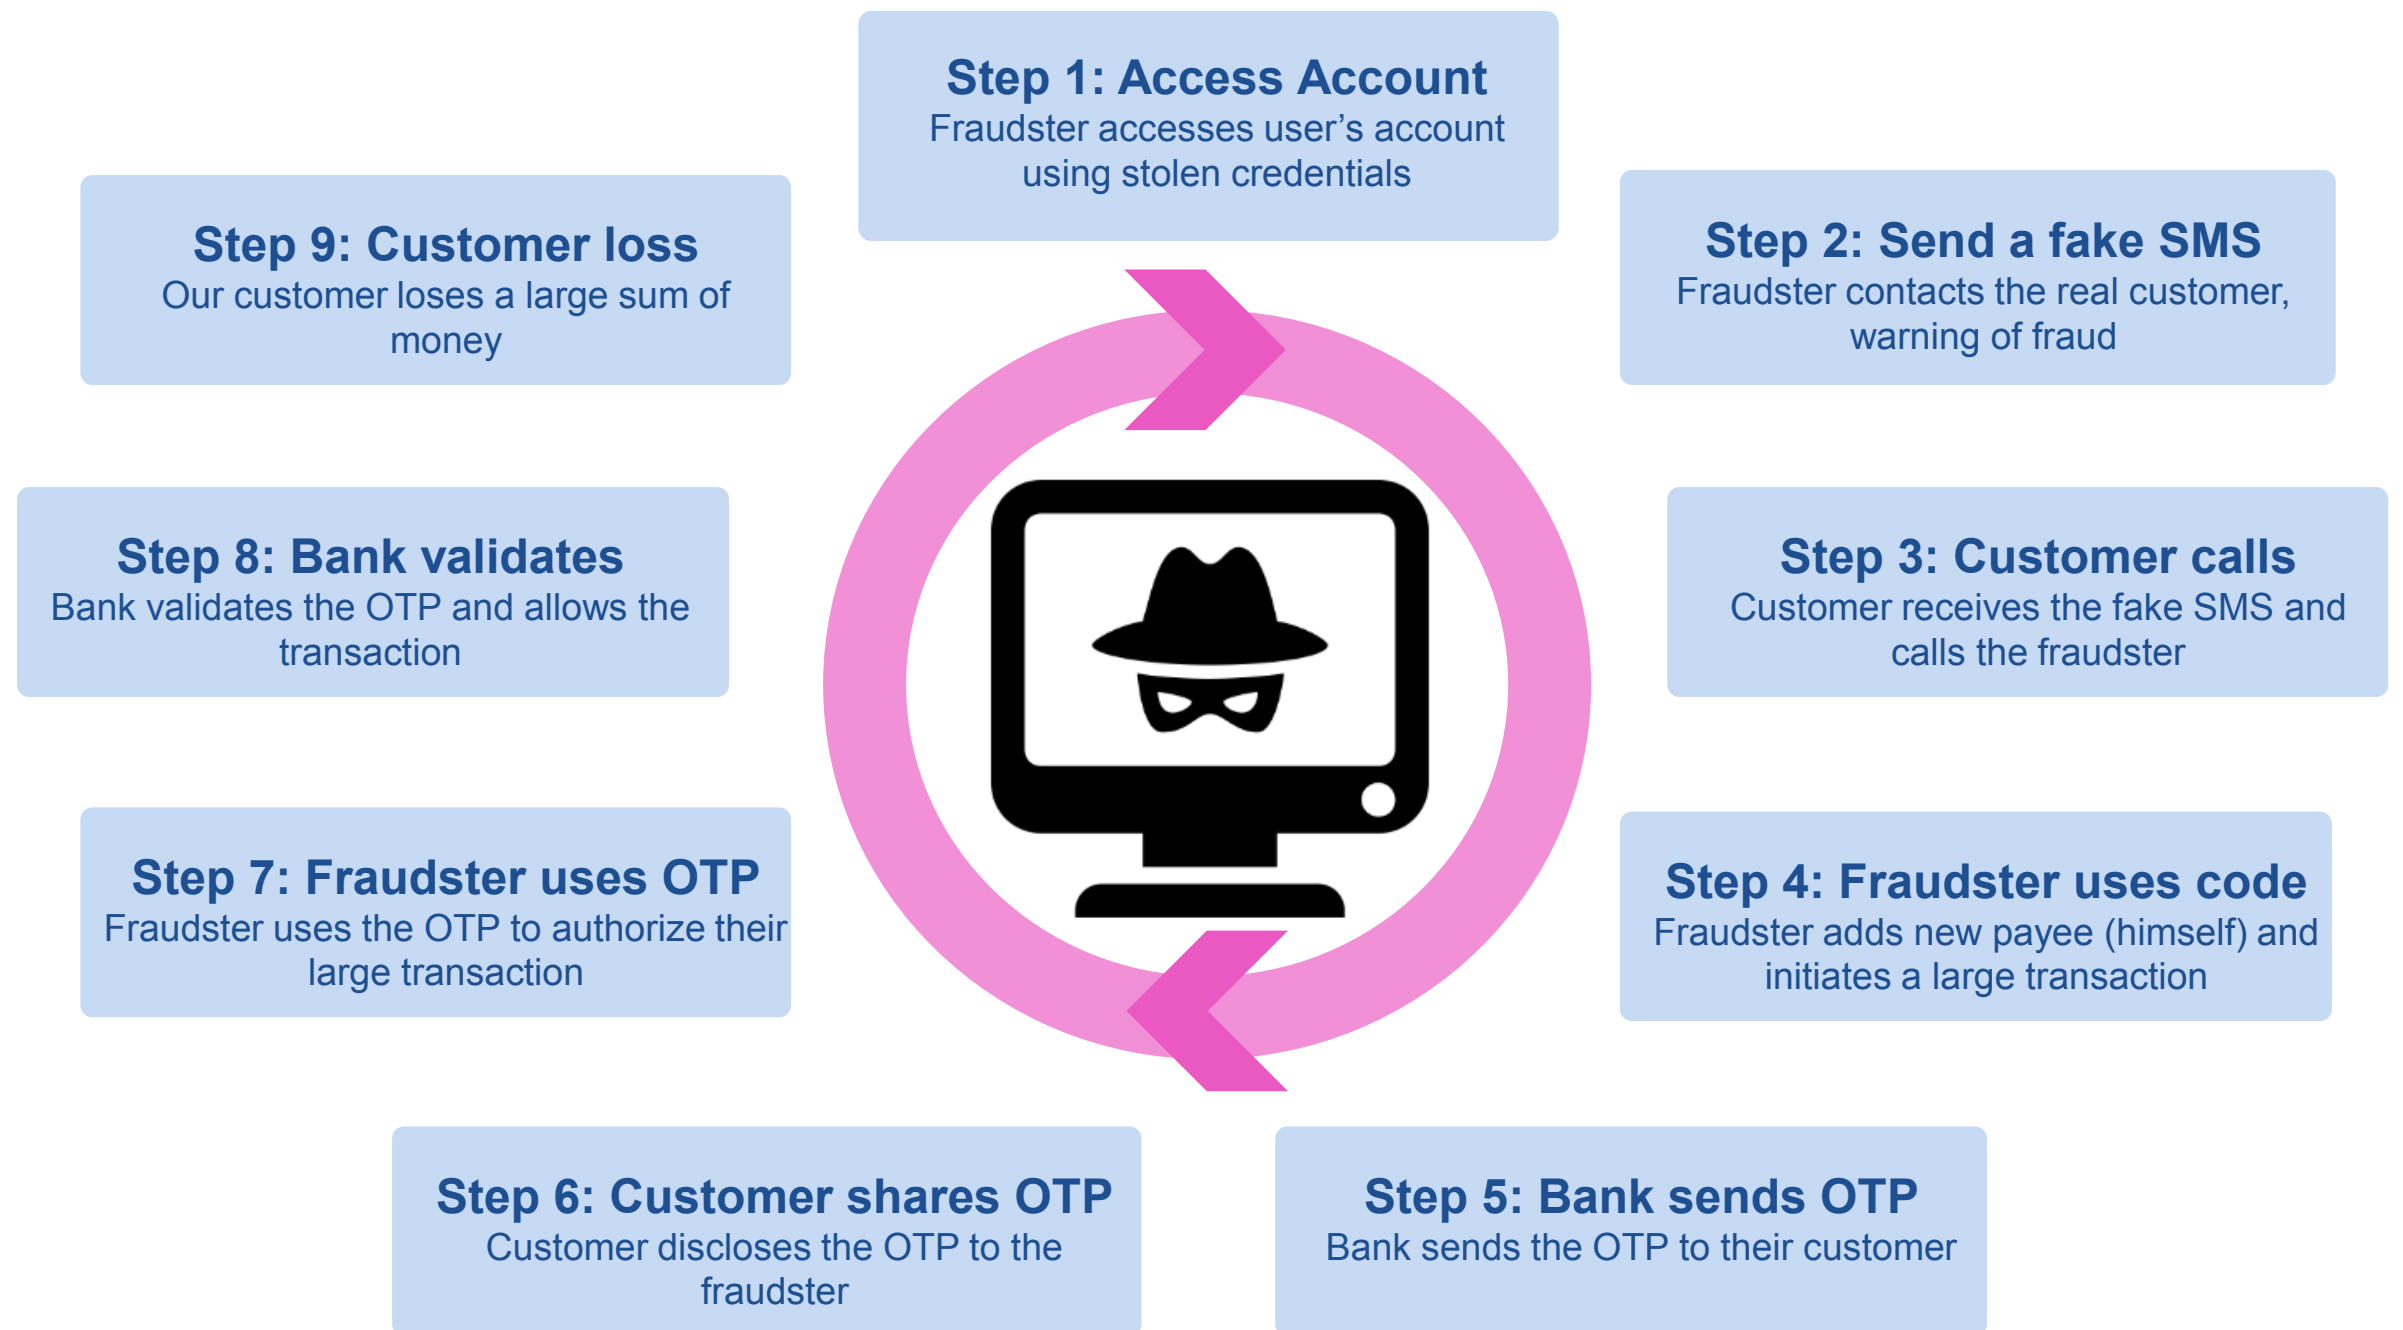 Step 1: Access Account
Fraudster accesses user’s account
using stolen credentials
Step 2: Send a fake SMS
Fraudster contacts the real customer,
warning of fraud
Step 3: Customer calls
Customer receives the fake SMS and
calls the fraudster
Step 4: Fraudster uses code
Fraudster adds new payee (himself) and
initiates a large transaction
Step 5: Bank sends OTP
Bank sends the OTP to their customer
Step 6: Customer shares OTP
Customer discloses the OTP to the
fraudster
Step 7: Fraudster uses OTP
Fraudster uses the OTP to authorize their
large transaction
Step 8: Bank validates
Bank validates the OTP and allows the
transaction
Step 9: Customer loss
Our customer loses a large sum of
money